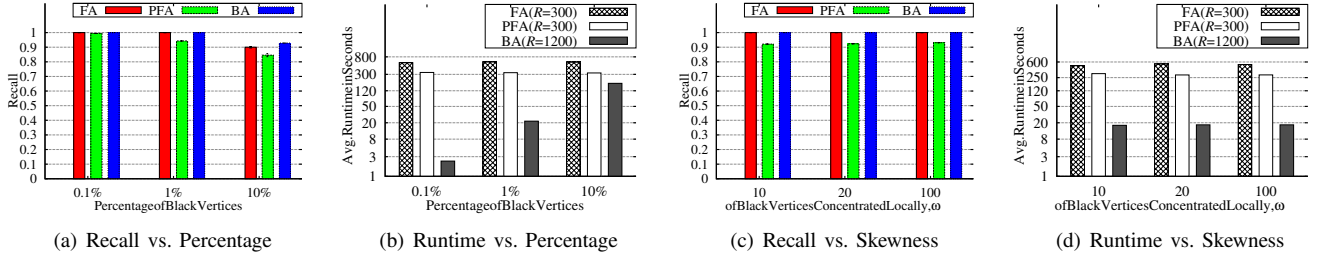 FA PFA BA
Recall
1
0.9
0.8
0.7
0.6
0.5
0.4
0.3
0.2
0.1
0
0.1% 1% 10%
PercentageofBlackVertices
(a) Recall vs. Percentage
FA(R=300)
PFA(R=300)
BA(R=1200)
Avg.RuntimeinSeconds
800
300
120
50
20
8
3
1
0.1% 1% 10%
PercentageofBlackVertices
(b) Runtime vs. Percentage
FA PFA BA
Recall
1
0.9
0.8
0.7
0.6
0.5
0.4
0.3
0.2
0.1
0
10 20 100
ofBlackVerticesConcentratedLocally,ω
(c) Recall vs. Skewness
FA(R=300)
PFA(R=300)
BA(R=1200)
Avg.RuntimeinSeconds
600
250
120
50
20
8
3
1
10 20 100
ofBlackVerticesConcentratedLocally,ω
(d) Runtime vs. Skewness